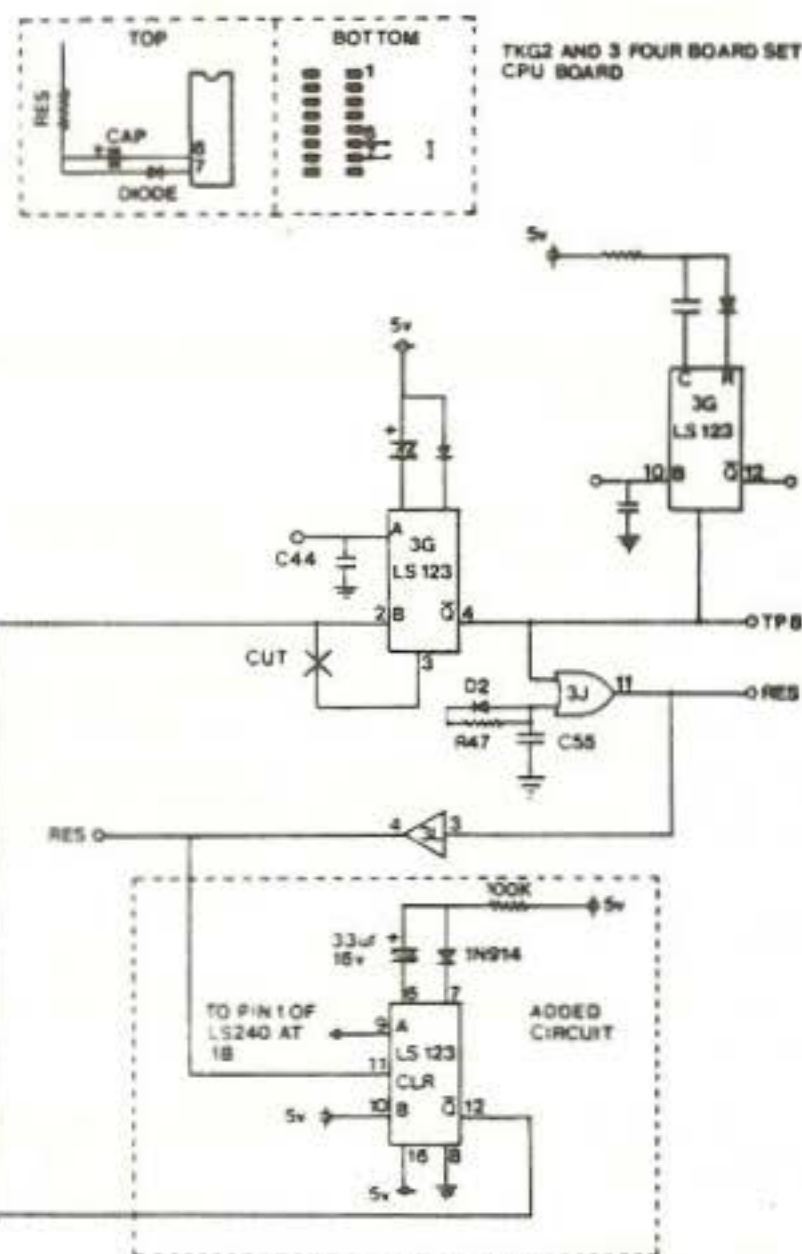 TOP
BOTTOM
TKG2 AND 3 FOUR BOARD SET
CPU BOARD
1
RES
CAP
+
6
7
DIODE
5v
5v
+
C R
3G
LS 123
10 B Q̅ 12
A
C44
3G
LS 123
2 B Q̅ 4
TPB
CUT
3
D2
3J
11
RES
R47
C55
RES
4
3
100K
5v
33uf +
16v
1N914
7
TO PIN 1 OF
LS240 AT
1B
9 A
LS 123
ADDED
CIRCUIT
11
CLR
5v
10 B Q̅ 12
16 8
5v